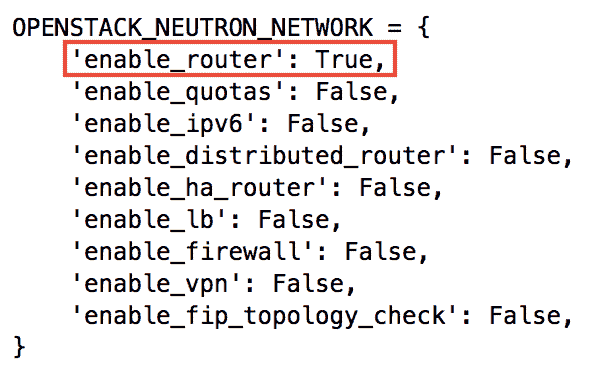 OPENSTACK_NEUTRON_NETWORK = {
    'enable_router': True,
    'enable_quotas': False,
    'enable_ipv6': False,
    'enable_distributed_router': False,
    'enable_ha_router': False,
    'enable_lb': False,
    'enable_firewall': False,
    'enable_vpn': False,
    'enable_fip_topology_check': False,
}